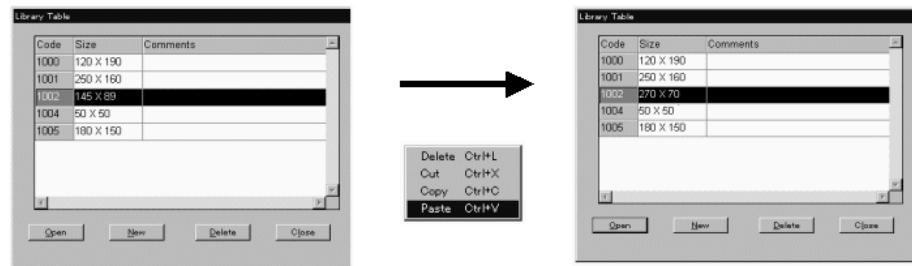 Library Table
Code Size Comments
1000 120 X 190
1001 250 X 160
1002 145 X 89
1004 50 X 50
1005 180 X 150
Open New Delete Close
Delete Ctrl+L
Cut Ctrl+X
Copy Ctrl+C
Paste Ctrl+V
Library Table
Code Size Comments
1000 120 X 190
1001 250 X 160
1002 270 X 70
1004 50 X 50
1005 180 X 150
Open New Delete Close